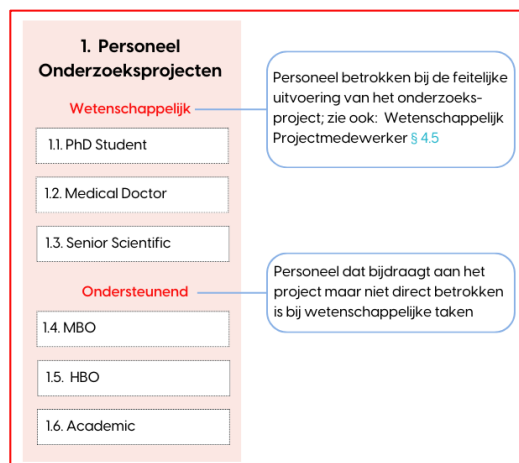 1. Personeel
Onderzoeksprojecten
Wetenschappelijk
1.1. PhD Student
1.2. Medical Doctor
1.3. Senior Scientific
Ondersteunend
1.4. MBO
1.5. HBO
1.6. Academic
Personeel betrokken bij de feitelijke
uitvoering van het onderzoeks-
project; zie ook: Wetenschappelijk
Projectmedewerker § 4.5
Personeel dat bijdraagt aan het
project maar niet direct betrokken
is bij wetenschappelijke taken